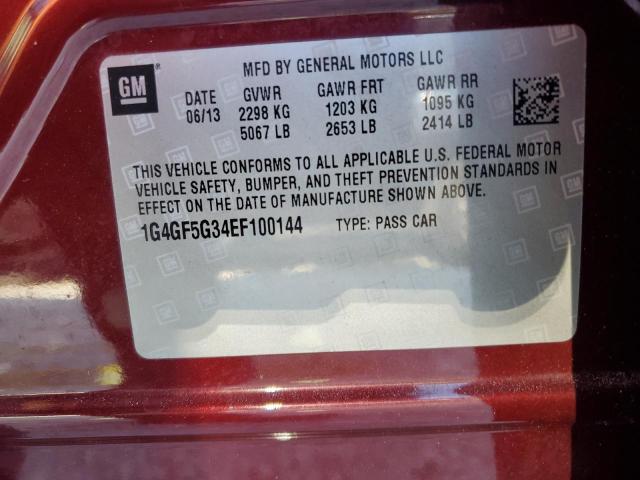 GM
MFD BY GENERAL MOTORS LLC
DATE GVWR GAWR FRT GAWR RR
06/13 2298 KG 1203 KG 1095 KG
5067 LB 2653 LB 2414 LB
THIS VEHICLE CONFORMS TO ALL APPLICABLE U.S. FEDERAL MOTOR
VEHICLE SAFETY, BUMPER, AND THEFT PREVENTION STANDARDS IN
EFFECT ON THE DATE OF MANUFACTURE SHOWN ABOVE.
1G4GF5G34EF100144 TYPE: PASS CAR